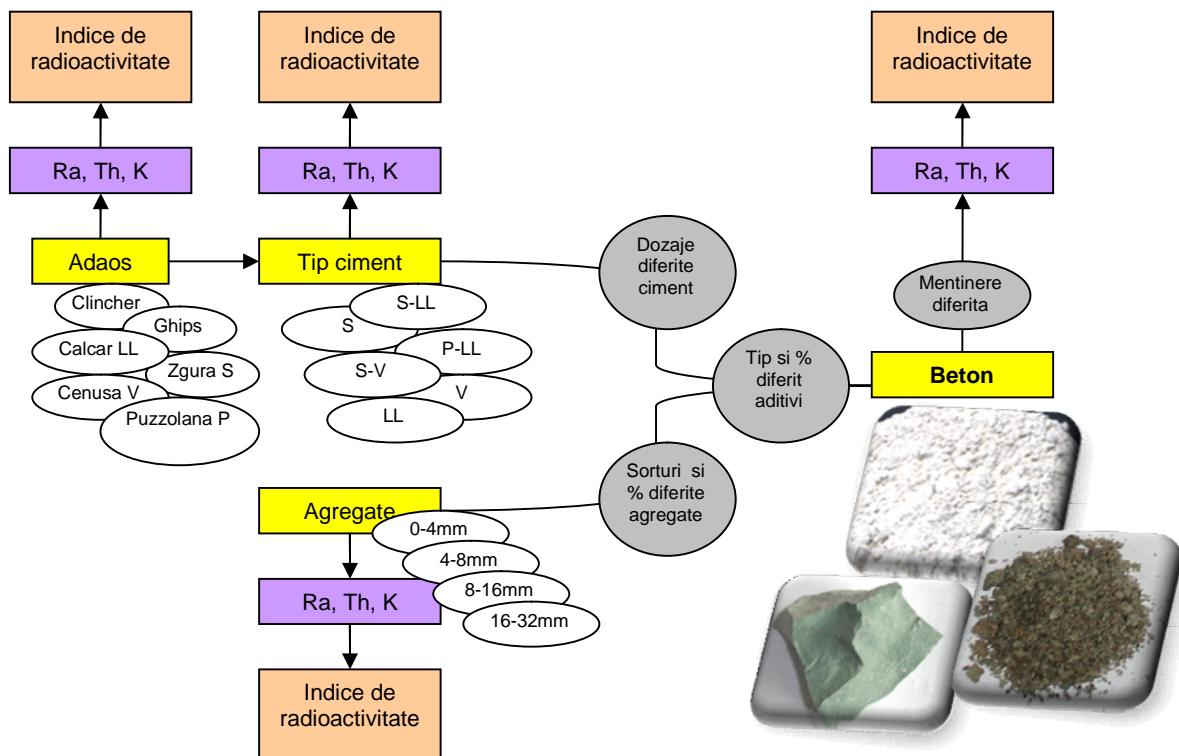 Indice de
radioactivitate
Indice de
radioactivitate
Indice de
radioactivitate
Ra, Th, K
Ra, Th, K
Ra, Th, K
Adaos
Tip ciment
Dozaje
diferite
ciment
Mentinere
diferita
Clincher
Ghips
Calcar LL
Zgura S
Cenusa V
Puzzolana P
S-LL
S
P-LL
S-V
V
LL
Tip si %
diferit
aditivi
Beton
Sorturi si
% diferite
agregate
Agregate
0-4mm
4-8mm
8-16mm
16-32mm
Ra, Th, K
Indice de
radioactivitate